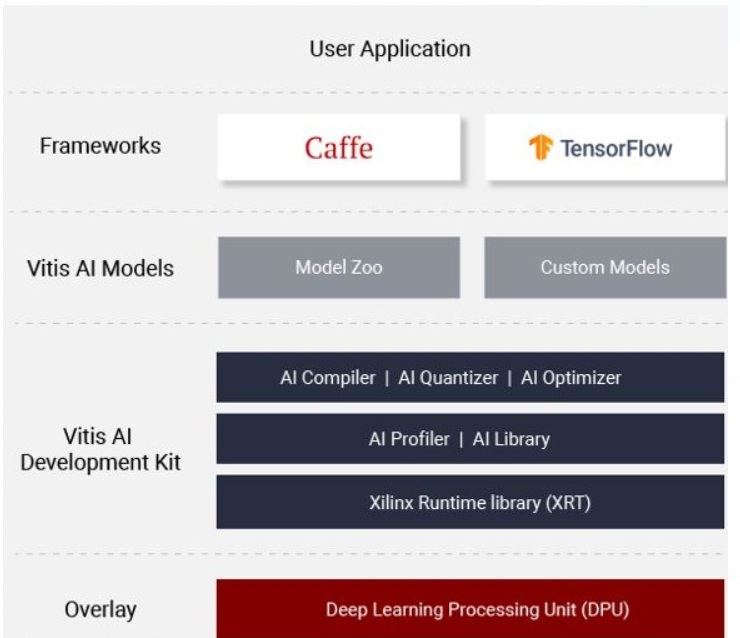 User Application
Frameworks
Caffe
TensorFlow
Vitis AI Models
Model Zoo
Custom Models
Vitis AI
Development Kit
AI Compiler | AI Quantizer | AI Optimizer
AI Profiler | AI Library
Xilinx Runtime library (XRT)
Overlay
Deep Learning Processing Unit (DPU)